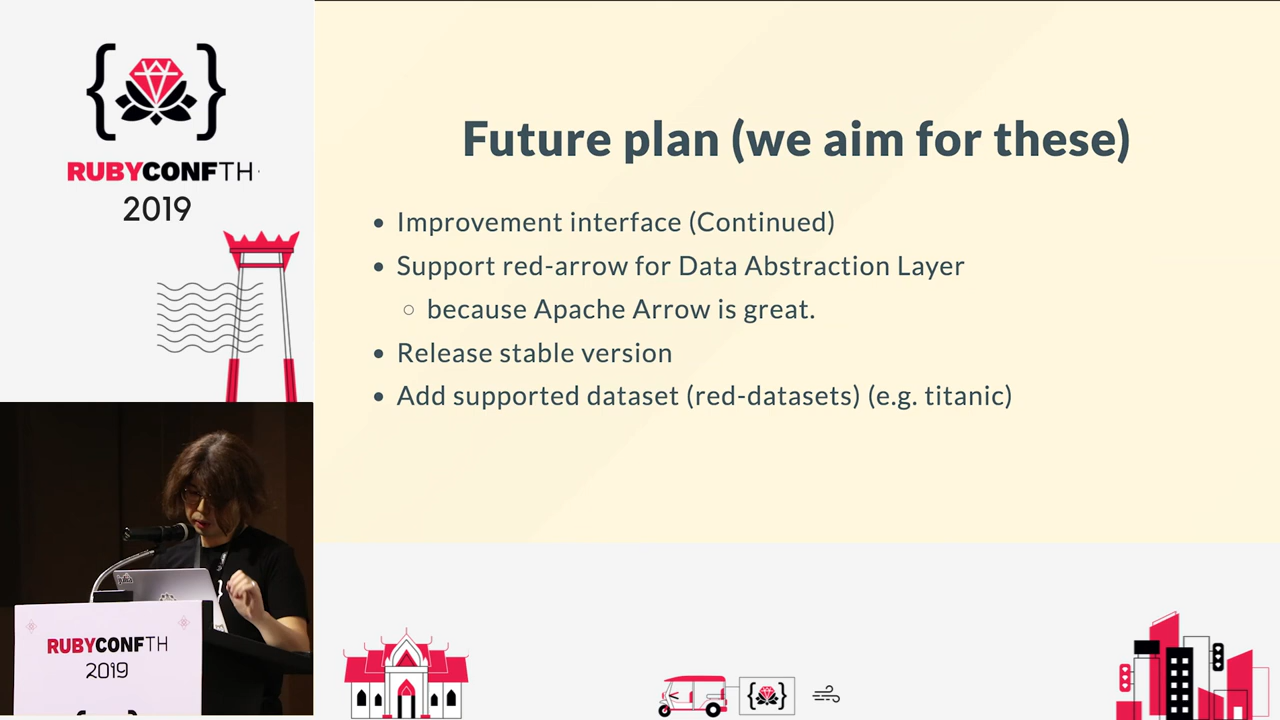 RUBYCONFTH
2019
Future plan (we aim for these)
Improvement interface (Continued)
Support red-arrow for Data Abstraction Layer
because Apache Arrow is great.
Release stable version
Add supported dataset (red-datasets) (e.g. titanic)
RUBYCONFTH
2019